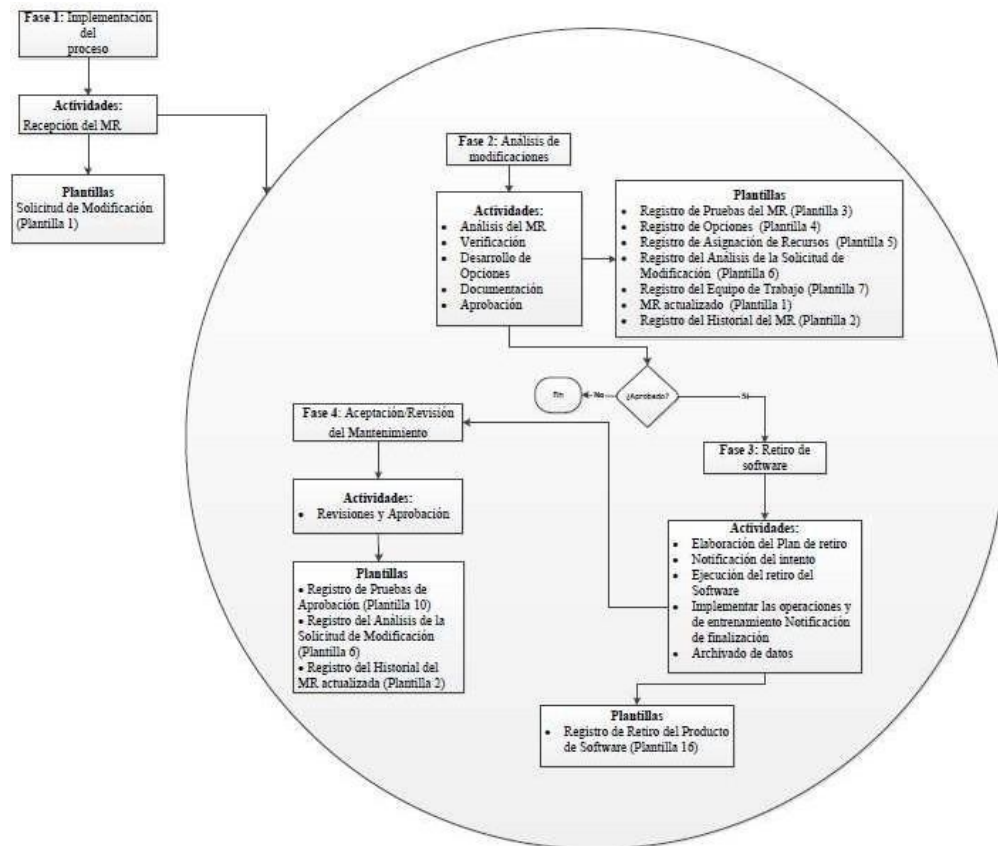 Fase 1: Implementación
del
proceso
Actividades:
Recepción del MR
Plantillas
Solicitud de Modificación
(Plantilla 1)
Fase 2: Análisis de
modificaciones
Actividades:
• Análisis del MR
• Verificación
• Desarrollo de
Opciones
• Documentación
• Aprobación
Plantillas
• Registro de Pruebas del MR (Plantilla 3)
• Registro de Opciones (Plantilla 4)
• Registro de Asignación de Recursos (Plantilla 5)
• Registro del Análisis de la Solicitud de
Modificación (Plantilla 6)
• Registro del Equipo de Trabajo (Plantilla 7)
• MR actualizado (Plantilla 1)
• Registro del Historial del MR (Plantilla 2)
¿Aprobado?
No
Fin
Si
Fase 3: Retiro de
software
Actividades:
• Elaboración del Plan de retiro
• Notificación del intento
• Ejecución del retiro del
Software
• Implementar las operaciones y
de entrenamiento Notificación
de finalización
• Archivado de datos
Plantillas
• Registro de Retiro del Producto
de Software (Plantilla 16)
Fase 4: Aceptación/Revisión
del Mantenimiento
Actividades:
• Revisiones y Aprobación
Plantillas
• Registro de Pruebas de
Aprobación (Plantilla 10)
• Registro del Análisis de la
Solicitud de Modificación
(Plantilla 6)
• Registro del Historial del
MR actualizada (Plantilla 2)